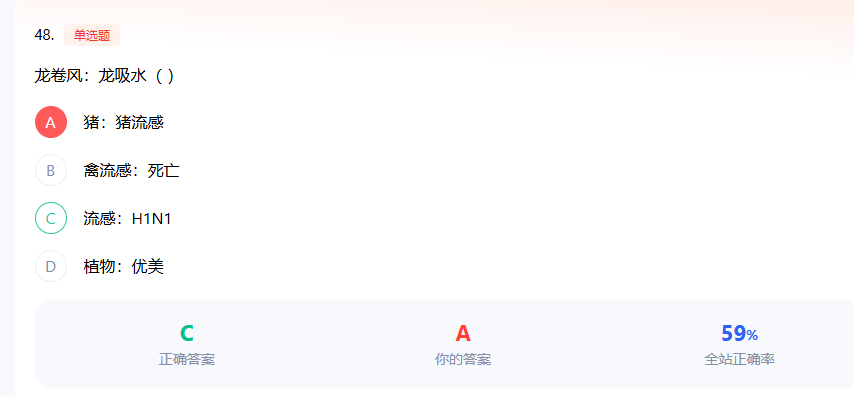 48. 单选题
龙卷风：龙吸水（ ）
A 猪：猪流感
B 禽流感：死亡
C 流感：H1N1
D 植物：优美
C A 59%
正确答案 你的答案 全站正确率